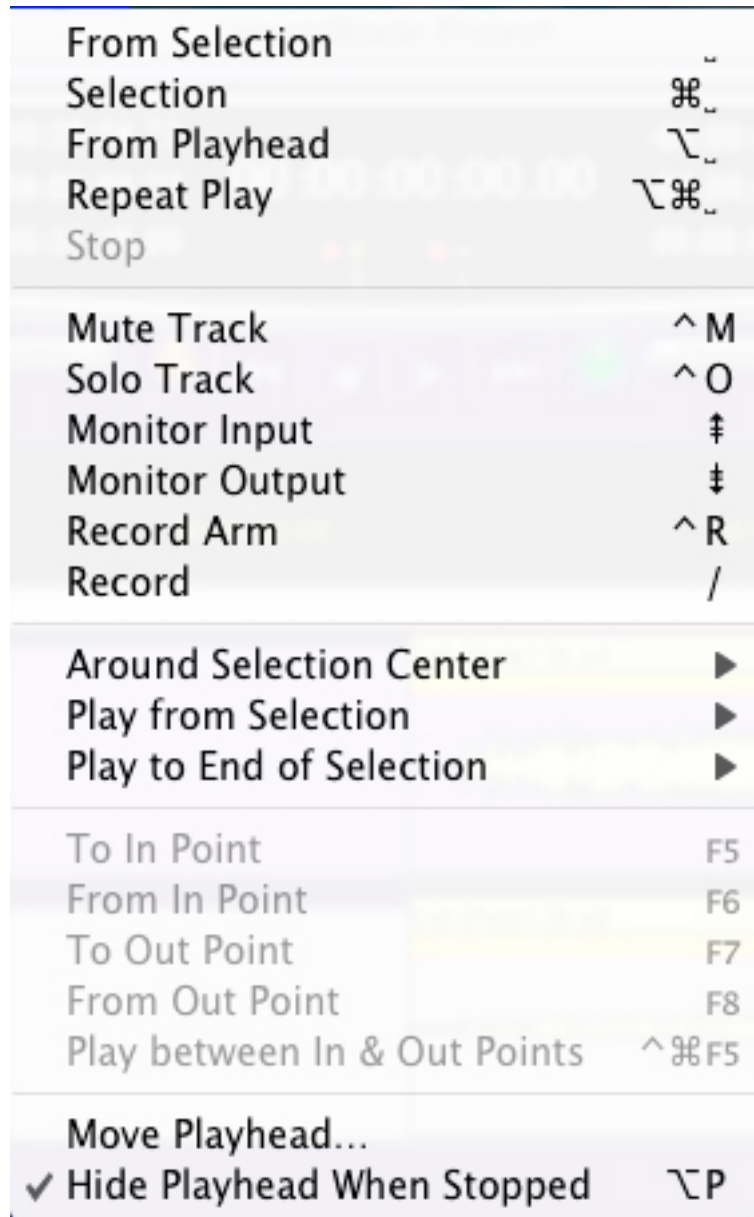 From Selection ˽
Selection ⌘˽
From Playhead ⌥˽
Repeat Play ⌥⌘˽
Stop
Mute Track ^M
Solo Track ^O
Monitor Input ⇞
Monitor Output ⇟
Record Arm ^R
Record /
Around Selection Center ▶
Play from Selection ▶
Play to End of Selection ▶
To In Point F5
From In Point F6
To Out Point F7
From Out Point F8
Play between In & Out Points ^⌘F5
Move Playhead...
✓ Hide Playhead When Stopped ⌥P